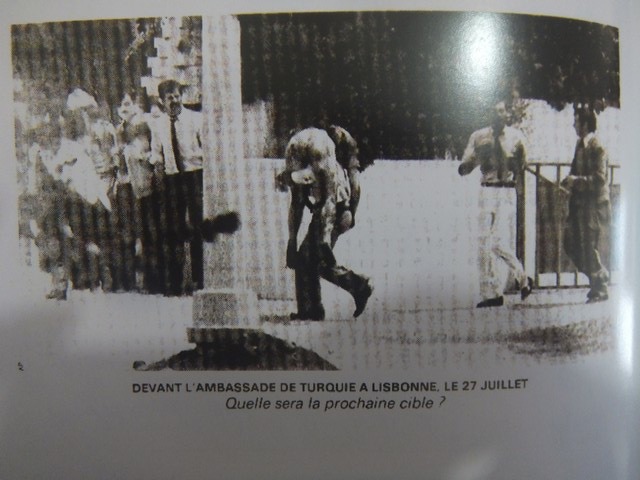 DEVANT L'AMBASSADE DE TURQUIE A LISBONNE, LE 27 JUILLET
Quelle sera la prochaine cible ?